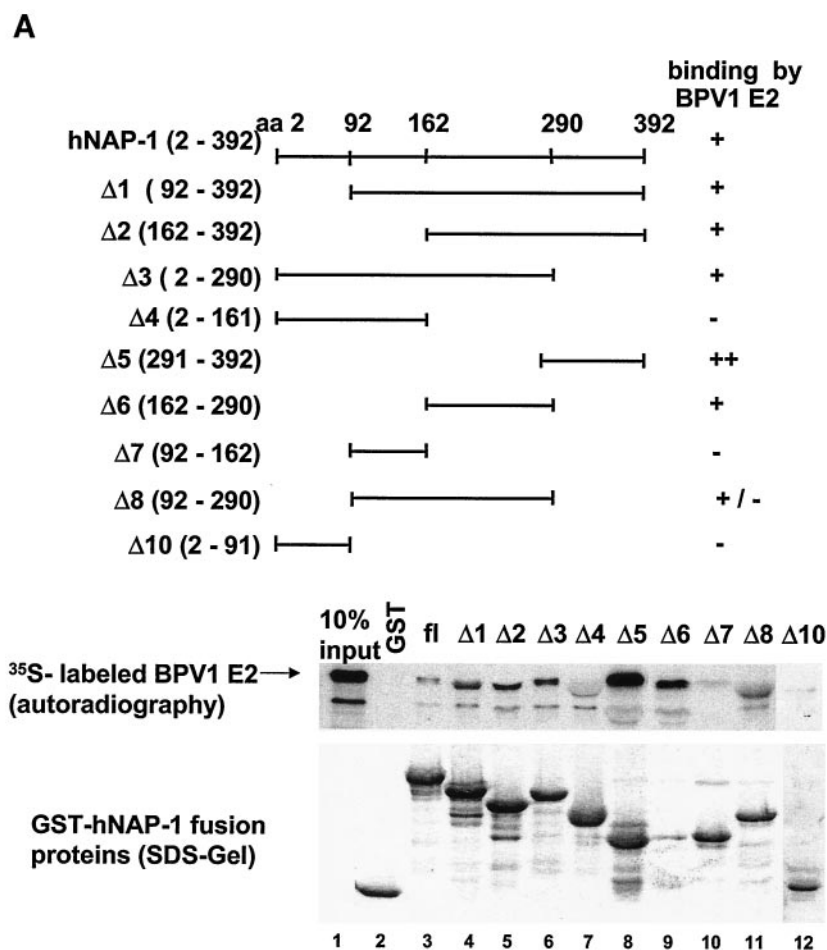 A
binding by
BPV1 E2
aa 2 92 162 290 392
hNAP-1 (2 - 392) +
Δ1 ( 92 - 392) +
Δ2 (162 - 392) +
Δ3 ( 2 - 290) +
Δ4 (2 - 161) -
Δ5 (291 - 392) ++
Δ6 (162 - 290) +
Δ7 (92 - 162) -
Δ8 (92 - 290) + / -
Δ10 (2 - 91) -
10% input GST fl Δ1 Δ2 Δ3 Δ4 Δ5 Δ6 Δ7 Δ8 Δ10
35S- labeled BPV1 E2
(autoradiography)
GST-hNAP-1 fusion
proteins (SDS-Gel)
1 2 3 4 5 6 7 8 9 10 11 12